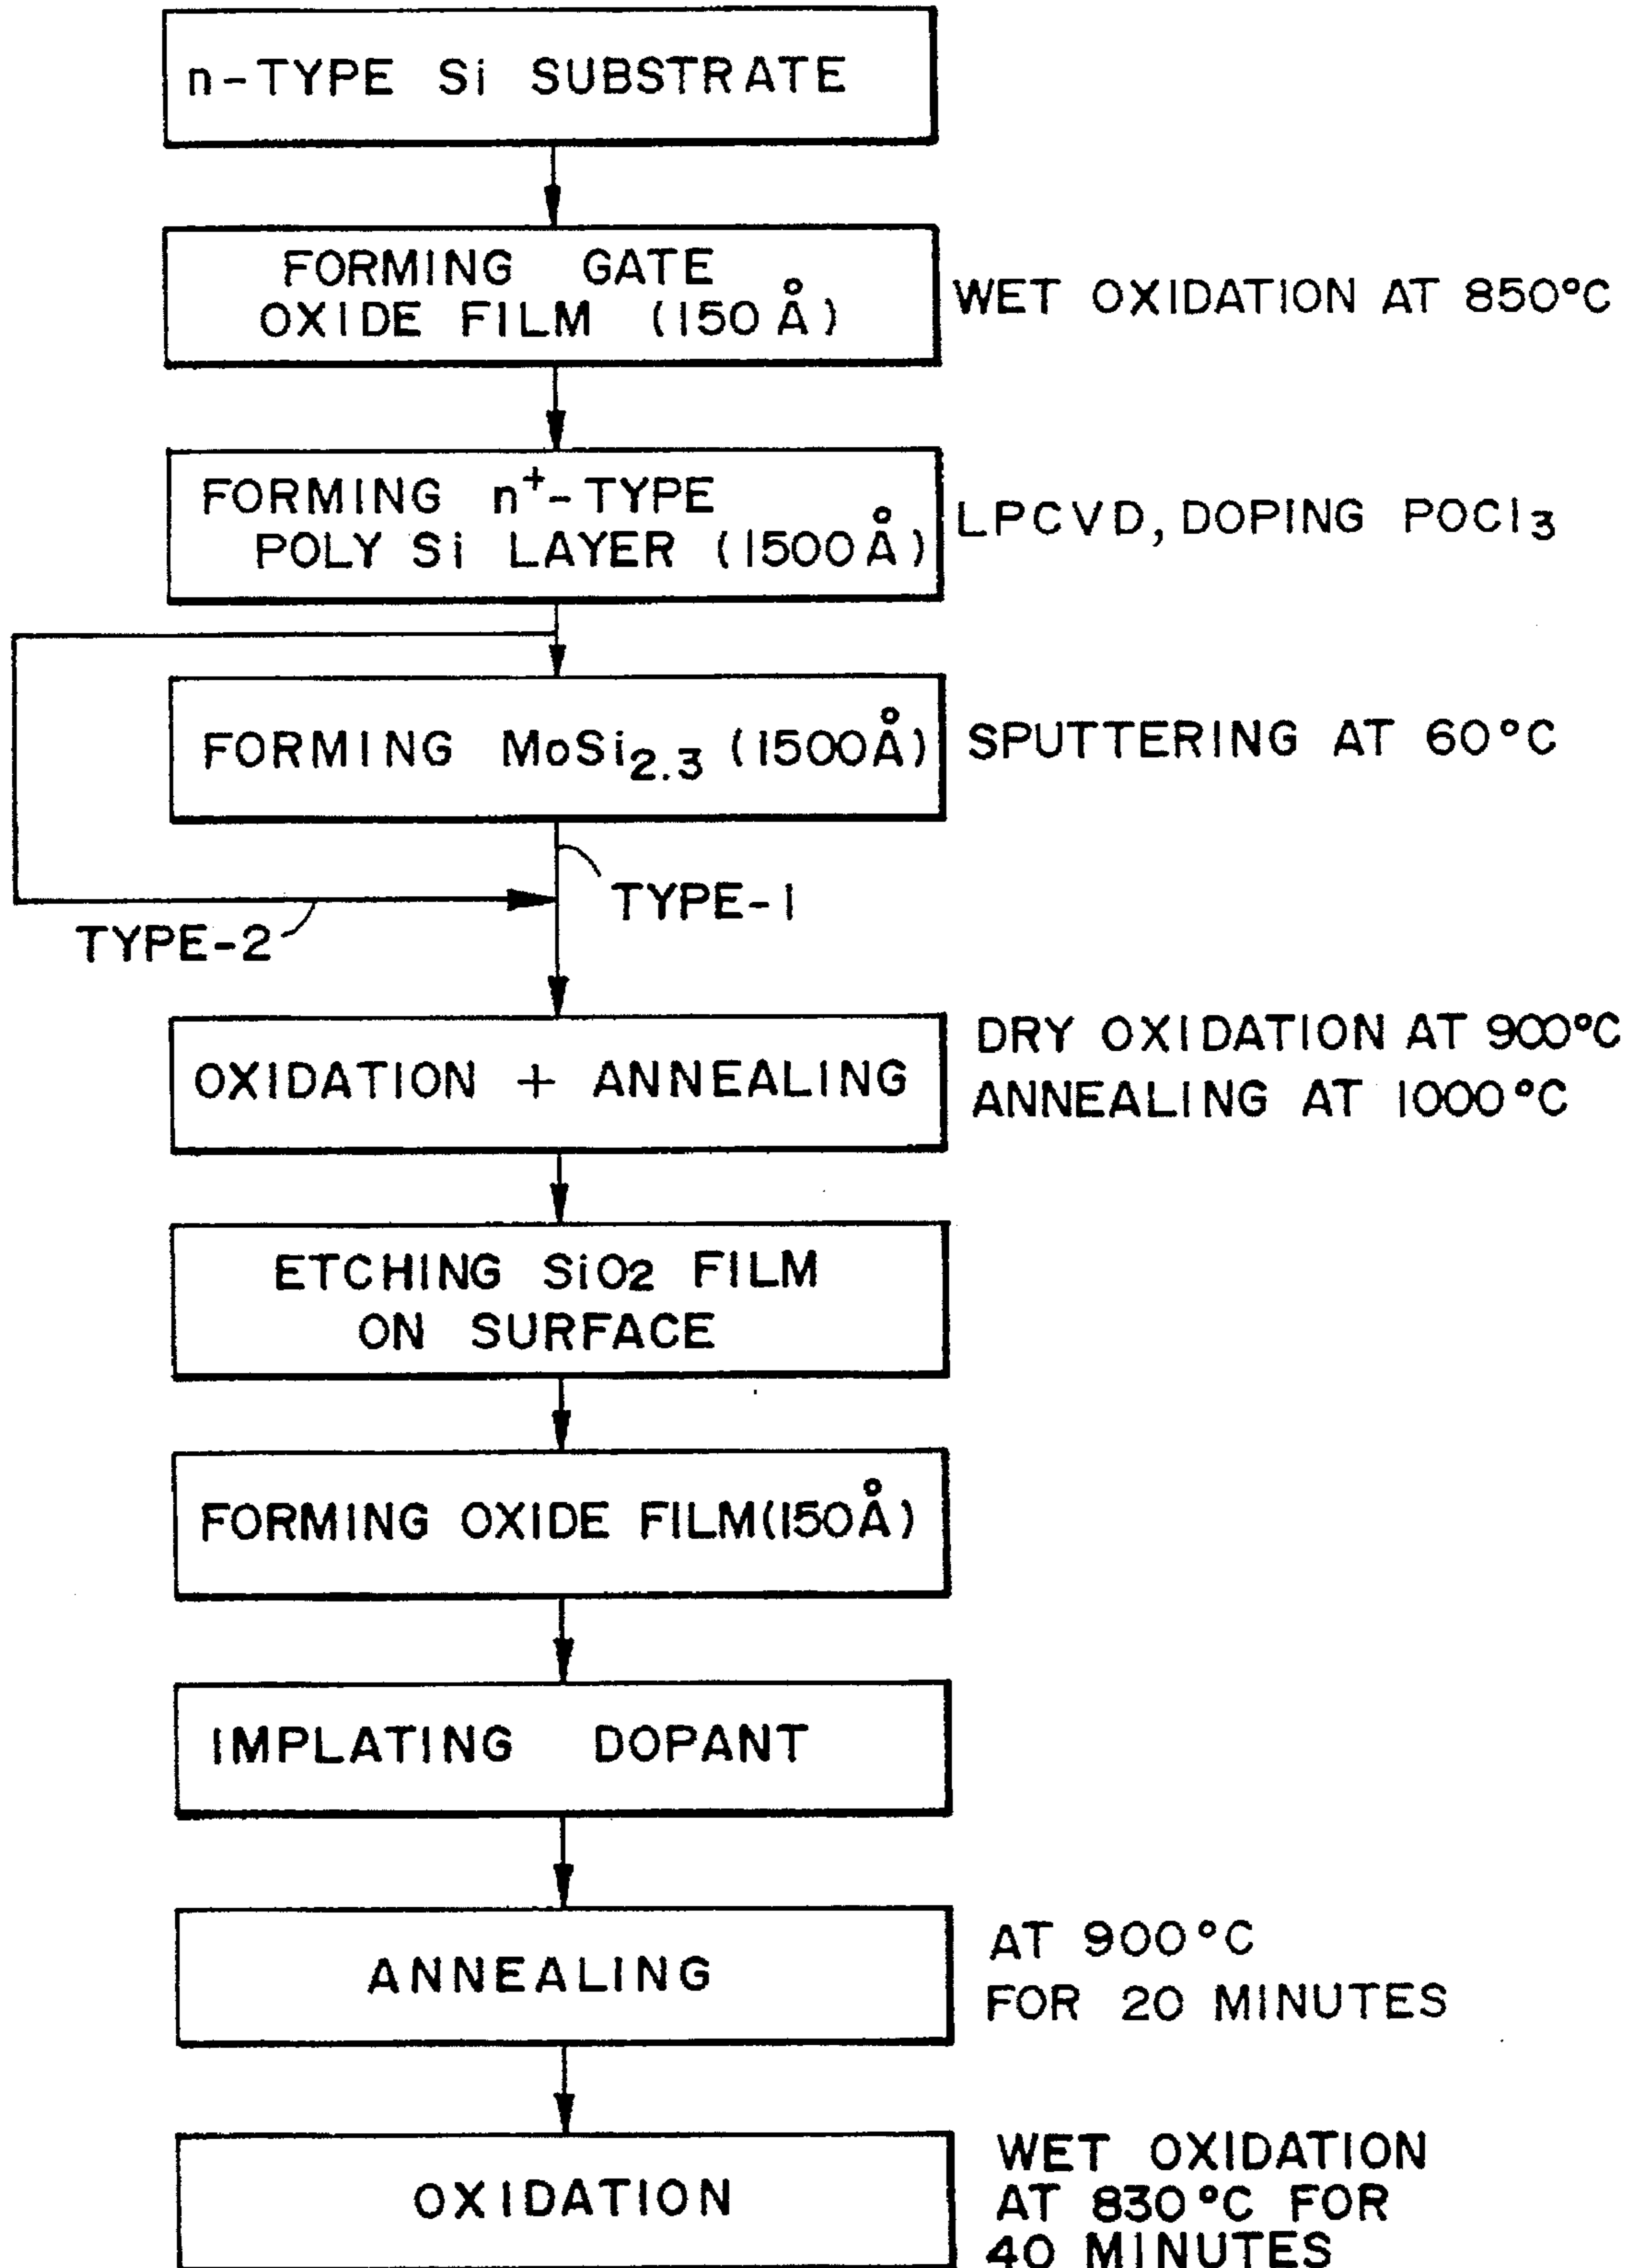 n-TYPE Si SUBSTRATE
FORMING GATE
OXIDE FILM (150 Å)
WET OXIDATION AT 850°C
FORMING n⁺-TYPE
POLY Si LAYER (1500Å)
LPCVD, DOPING POCl₃
FORMING MoSi₂.₃ (1500Å)
SPUTTERING AT 60°C
TYPE-1
TYPE-2
OXIDATION + ANNEALING
DRY OXIDATION AT 900°C
ANNEALING AT 1000°C
ETCHING SiO₂ FILM
ON SURFACE
FORMING OXIDE FILM(150Å)
IMPLATING DOPANT
ANNEALING
AT 900°C
FOR 20 MINUTES
OXIDATION
WET OXIDATION
AT 830°C FOR
40 MINUTES